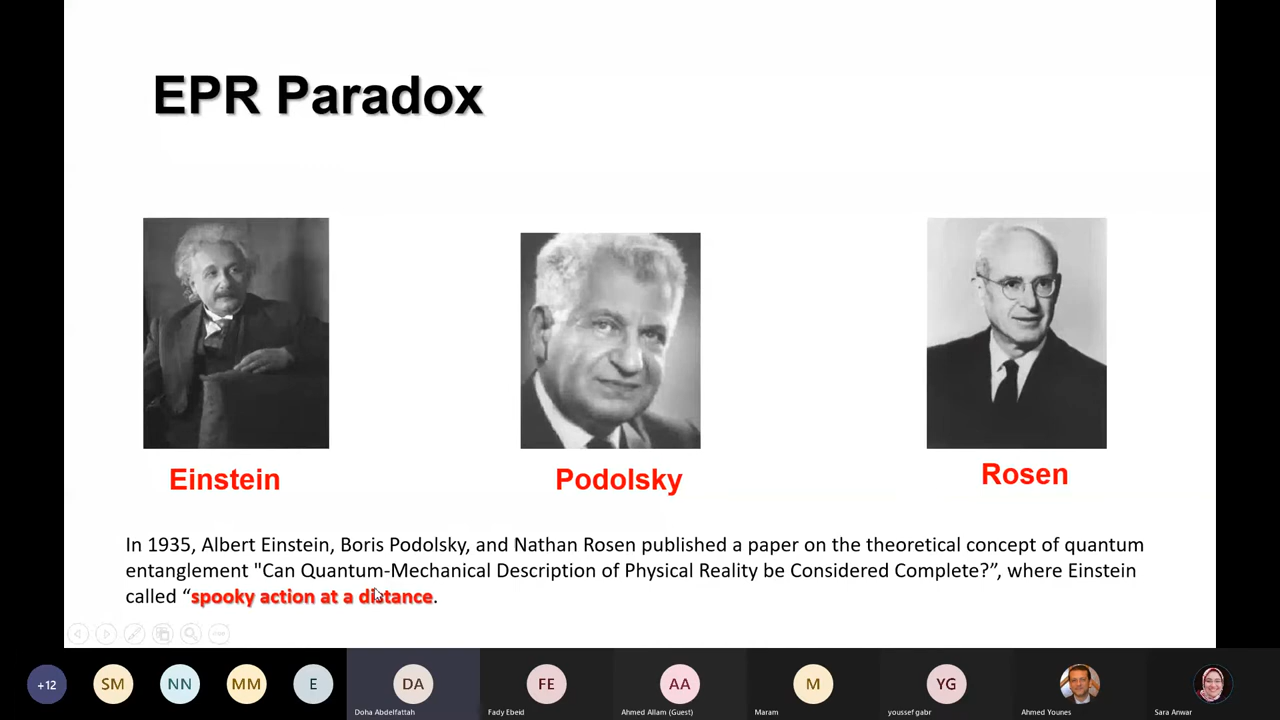 EPR Paradox
Einstein
Podolsky
Rosen
In 1935, Albert Einstein, Boris Podolsky, and Nathan Rosen published a paper on the theoretical concept of quantum
entanglement "Can Quantum-Mechanical Description of Physical Reality be Considered Complete?”, where Einstein
called “spooky action at a distance.
+12
SM
NN
MM
E
DA
FE
AA
M
YG
Doha Abdelfattah
Fady Ebeid
Ahmed Allam (Guest)
Maram
youssef gabr
Ahmed Younes
Sara Anwar